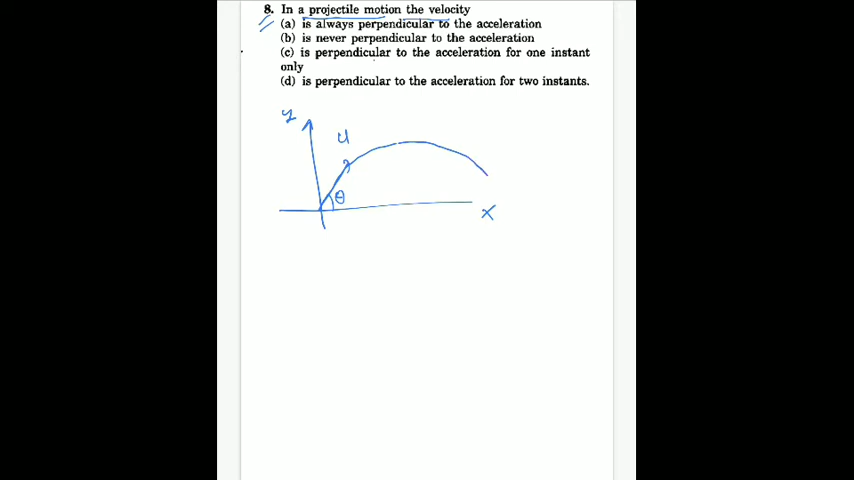 8. In a projectile motion the velocity
(a) is always perpendicular to the acceleration
(b) is never perpendicular to the acceleration
(c) is perpendicular to the acceleration for one instant
only
(d) is perpendicular to the acceleration for two instants.
y
u
θ
X